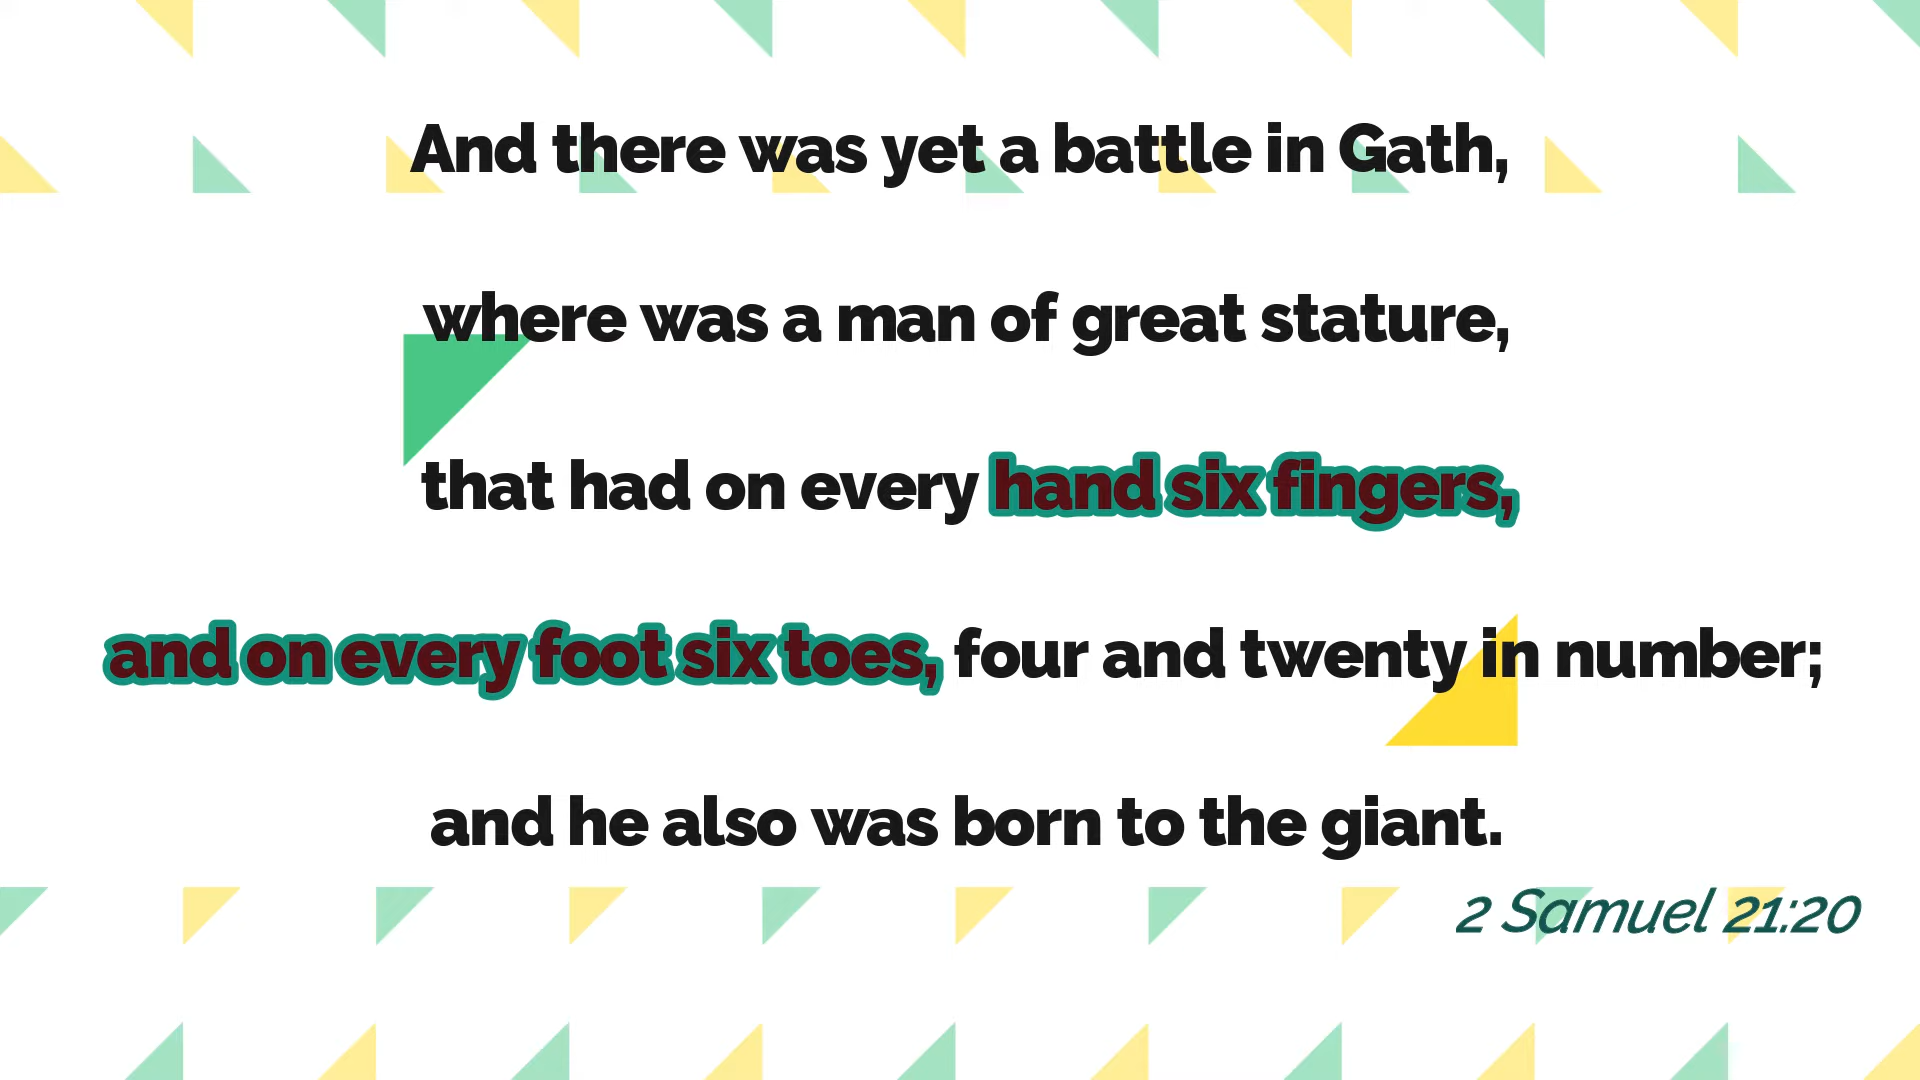 And there was yet a battle in Gath,
where was a man of great stature,
that had on every hand six fingers,
and on every foot six toes, four and twenty in number;
and he also was born to the giant.
2 Samuel 21:20